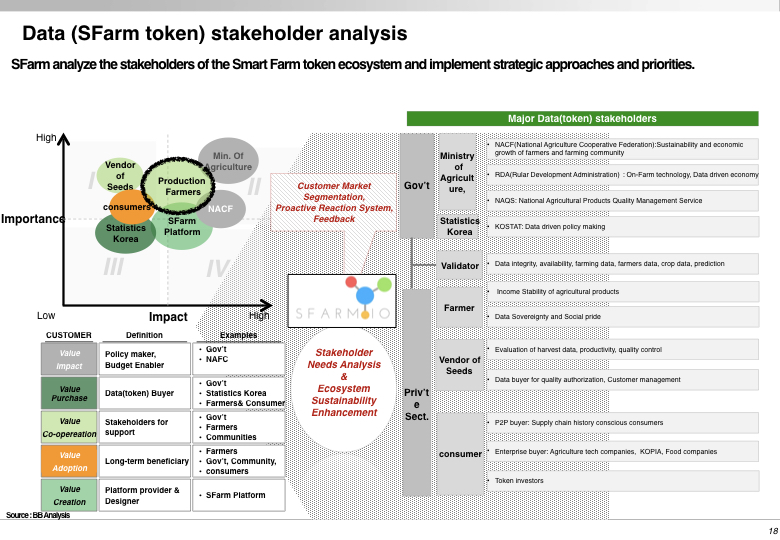 Data (SFarm token) stakeholder analysis
SFarm analyze the stakeholders of the Smart Farm token ecosystem and implement strategic approaches and priorities.
High
Importance
Low
Impact
High
I
II
III
IV
Vendor
of
Seeds
Production
Farmers
Min. Of
Agriculture
consumers
NACF
Statistics
Korea
SFarm
Platform
Customer Market
Segmentation,
Proactive Reaction System,
Feedback
SFARM.IO
Stakeholder
Needs Analysis
&
Ecosystem
Sustainability
Enhancement
CUSTOMER
Definition
Examples
Value
Impact
Policy maker,
Budget Enabler
• Gov't
• NAFC
Value
Purchase
Data(token) Buyer
• Gov't
• Statistics Korea
• Farmers& Consumer
Value
Co-opereation
Stakeholders for
support
• Gov't
• Farmers
• Communities
Value
Adoption
Long-term beneficiary
• Farmers
• Gov't, Community,
• consumers
Value
Creation
Platform provider &
Designer
• SFarm Platform
Source : BB Analysis
Major Data(token) stakeholders
Gov't
Ministry
of
Agricult
ure,
• NACF(National Agriculture Cooperative Federation):Sustainability and economic
growth of farmers and farming community
• RDA(Rular Development Administration) : On-Farm technology, Data driven economy
• NAQS: National Agricultural Products Quality Management Service
Statistics
Korea
• KOSTAT: Data driven policy making
Validator
• Data integrity, availability, farming data, farmers data, crop data, prediction
Priv't
e
Sect.
Farmer
• Income Stability of agricultural products
• Data Sovereignty and Social pride
Vendor of
Seeds
• Evaluation of harvest data, productivity, quality control
• Data buyer for quality authorization, Customer management
consumer
• P2P buyer: Supply chain history conscious consumers
• Enterprise buyer: Agriculture tech companies, KOPIA, Food companies
• Token investors
18